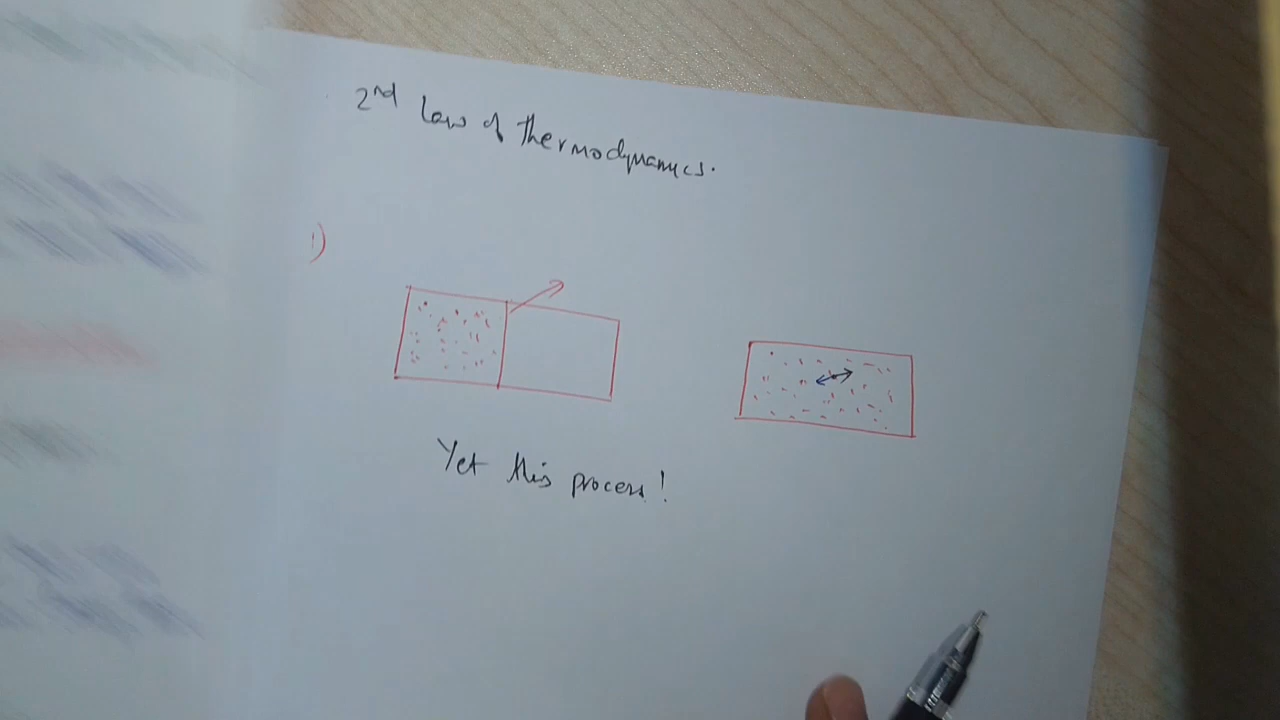 2nd Law of thermodynamics.
1)
Yet this process!